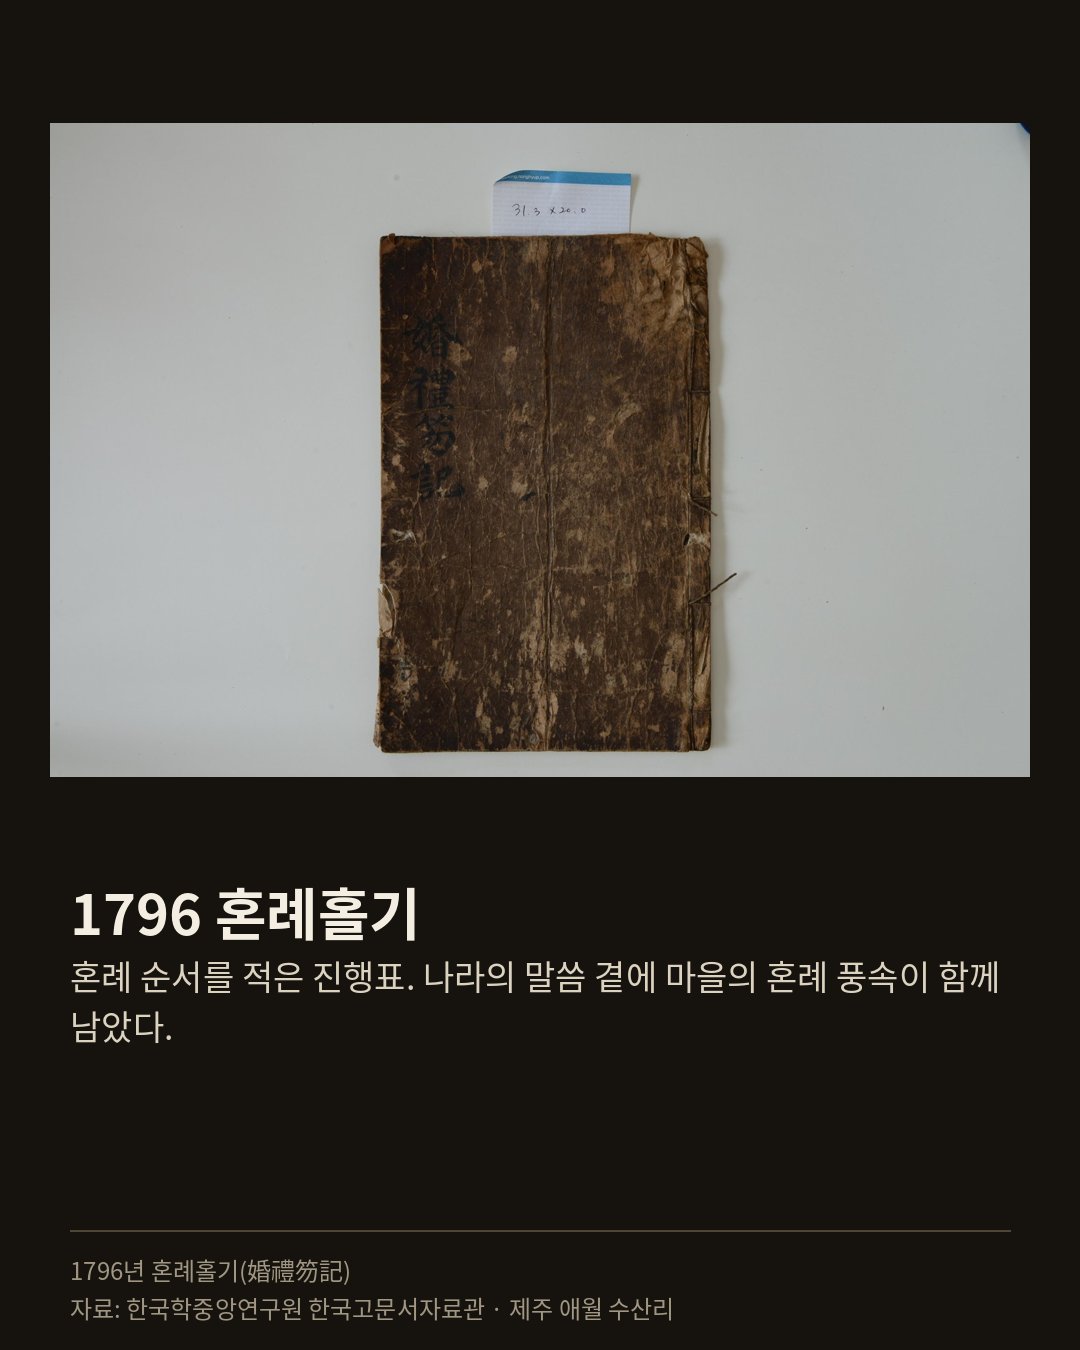 31.3 x 20.0
婚禮笏記
1796 혼례홀기
혼례 순서를 적은 진행표. 나라의 말씀 곁에 마을의 혼례 풍속이 함께
남았다.
1796년 혼례홀기(婚禮笏記)
자료: 한국학중앙연구원 한국고문서자료관 · 제주 애월 수산리